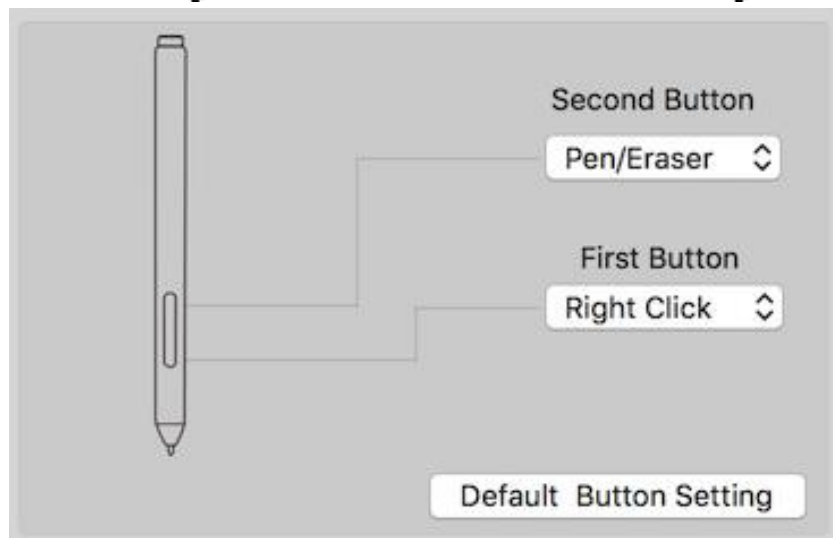 Second Button
Pen/Eraser
First Button
Right Click
Default Button Setting